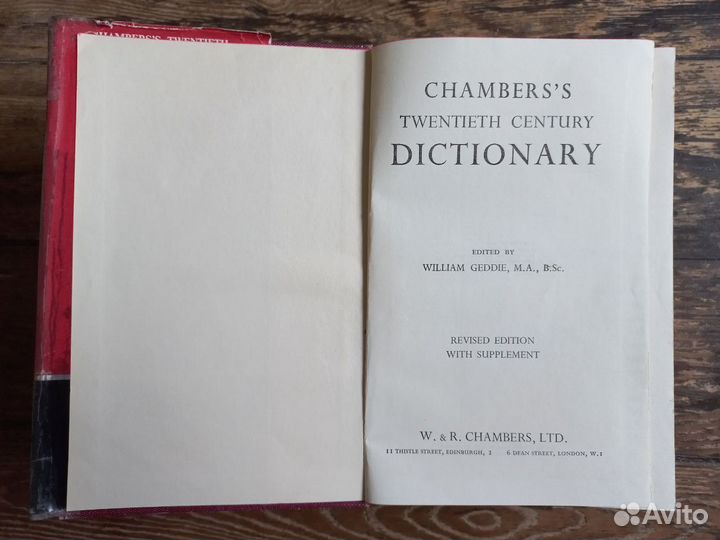 CHAMBERS'S TWENTIETH
CHAMBERS'S
TWENTIETH CENTURY
DICTIONARY
EDITED BY
WILLIAM GEDDIE, M.A., B.Sc.
REVISED EDITION
WITH SUPPLEMENT
W. & R. CHAMBERS, LTD.
11 THISTLE STREET, EDINBURGH, 2 6 DEAN STREET, LONDON, W.1
Avito